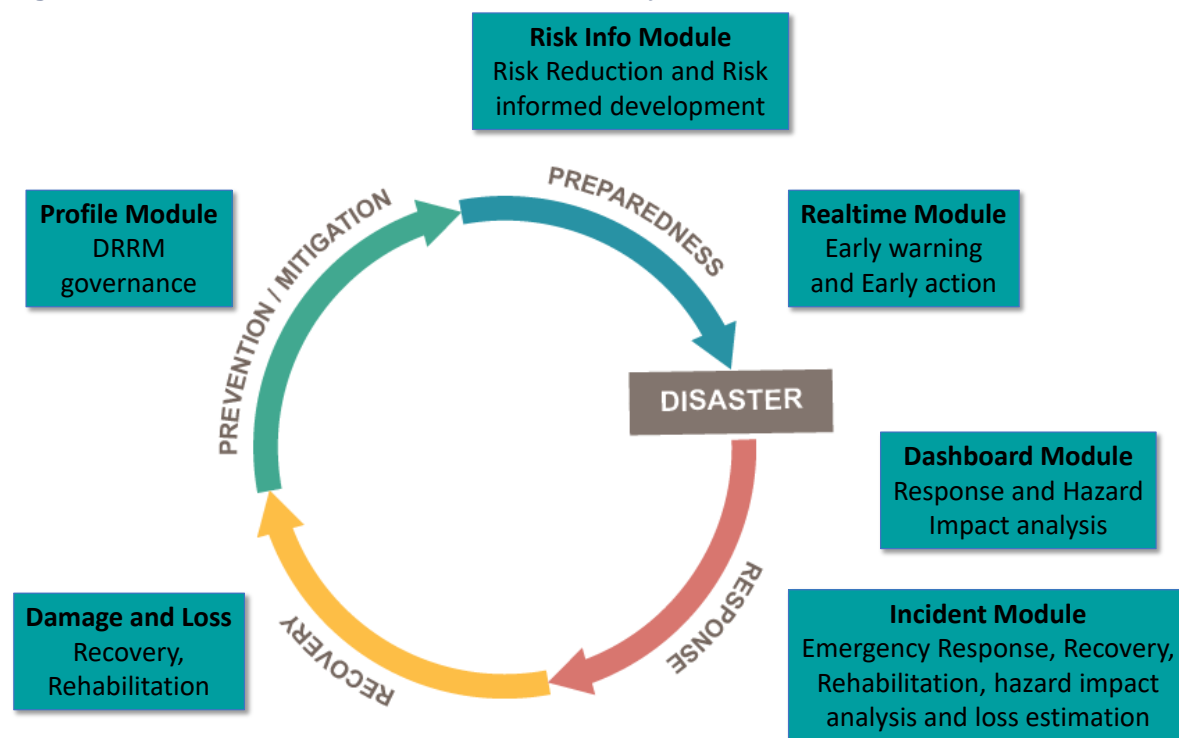 Risk Info Module
Risk Reduction and Risk
informed development
PREPAREDNESS
Profile Module
DRRM
governance
PREVENTION / MITIGATION
Realtime Module
Early warning
and Early action
DISASTER
Dashboard Module
Response and Hazard
Impact analysis
RESPONSE
Incident Module
Emergency Response, Recovery,
Rehabilitation, hazard impact
analysis and loss estimation
RECOVERY
Damage and Loss
Recovery,
Rehabilitation